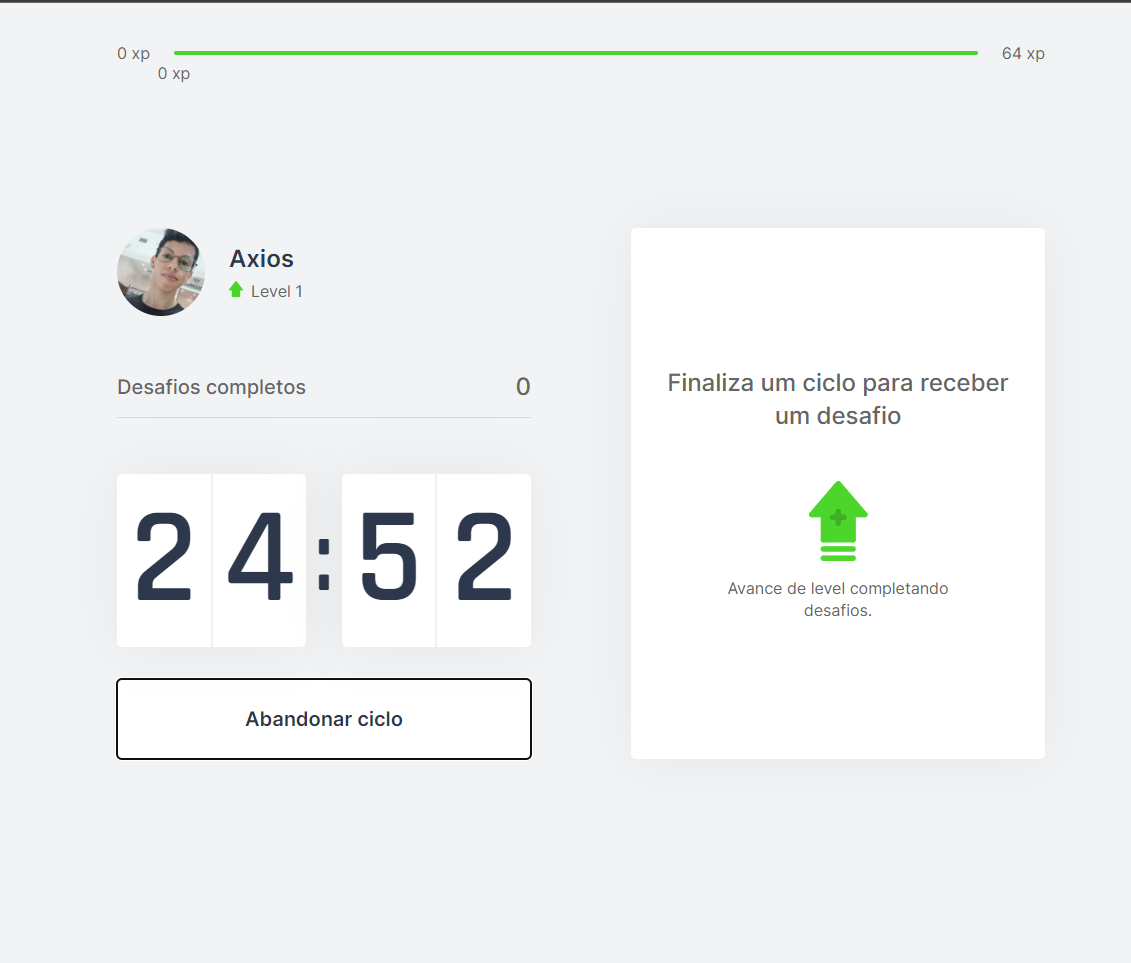 0 xp
64 xp
0 xp
Axios
Level 1
Desafios completos
0
24:52
Abandonar ciclo
Finaliza um ciclo para receber
um desafio
Avance de level completando
desafios.